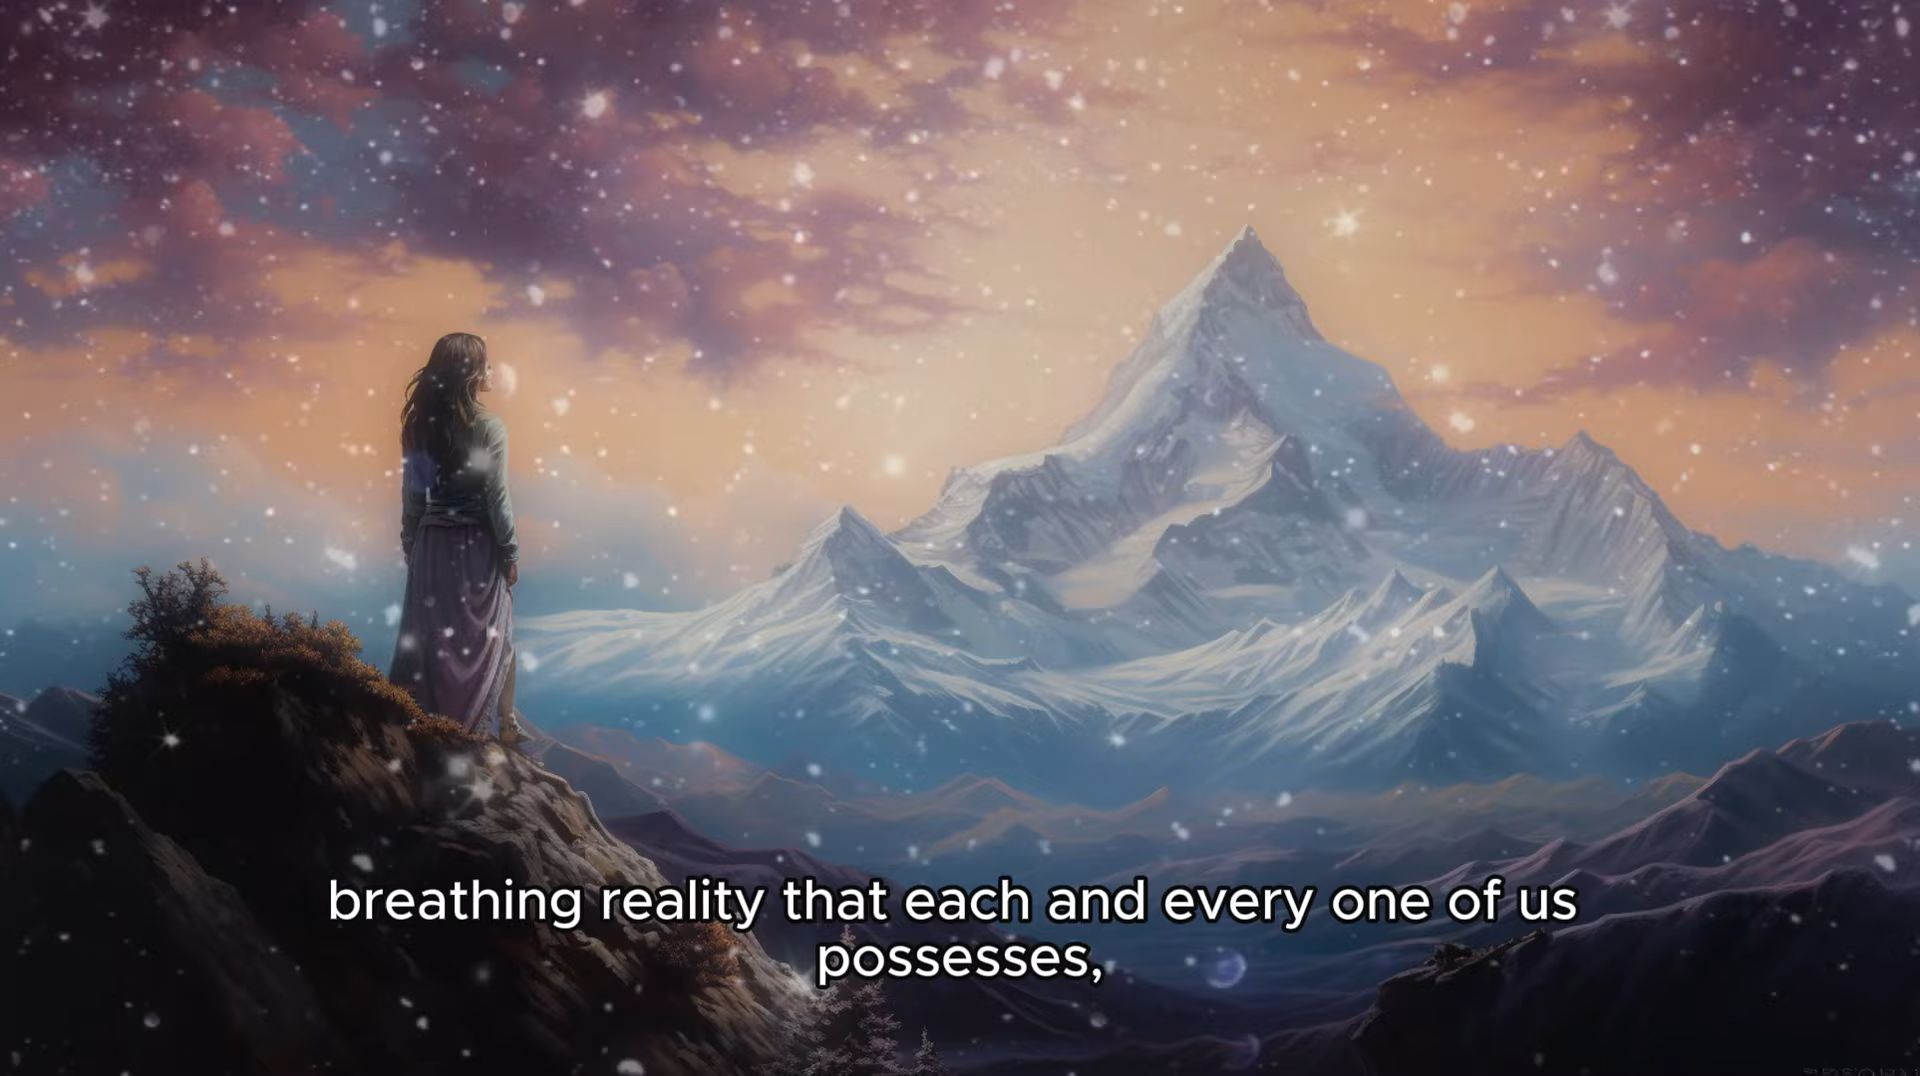 breathing reality that each and every one of us
possesses,